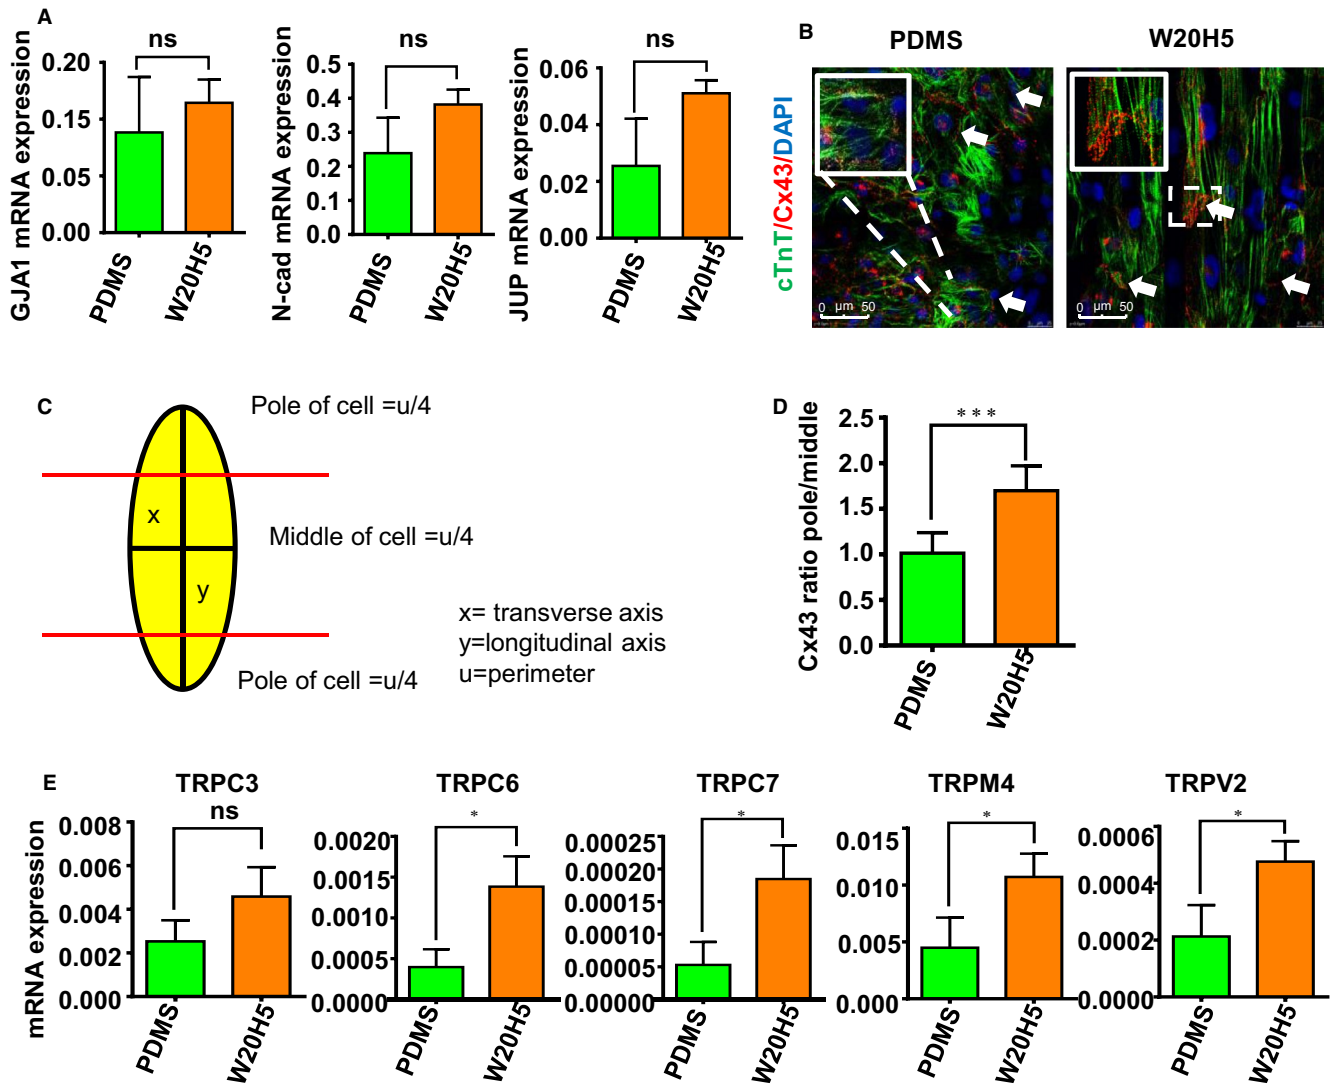 A
ns
GJA1 mRNA expression
0.20
0.15
0.05
0.00
PDMS
W20H5
ns
N-cad mRNA expression
0.5
0.4
0.3
0.2
0.1
0.0
PDMS
W20H5
ns
JUP mRNA expression
0.06
0.04
0.02
0.00
PDMS
W20H5
B
PDMS
W20H5
cTnT/Cx43/DAPI
0 µm 50
0 µm 50
C
Pole of cell =u/4
x
Middle of cell =u/4
y
x= transverse axis
y=longitudinal axis
u=perimeter
Pole of cell =u/4
D
***
Cx43 ratio pole/middle
2.5
2.0
1.5
1.0
0.5
0.0
PDMS
W20H5
E
mRNA expression
TRPC3
ns
0.008
0.006
0.004
0.002
0.000
PDMS
W20H5
TRPC6
*
0.0020
0.0015
0.0010
0.0005
0.0000
PDMS
W20H5
TRPC7
*
0.00025
0.00020
0.00015
0.00010
0.00005
0.00000
PDMS
W20H5
TRPM4
*
0.015
0.010
0.005
0.000
PDMS
W20H5
TRPV2
*
0.0006
0.0004
0.0002
0.0000
PDMS
W20H5